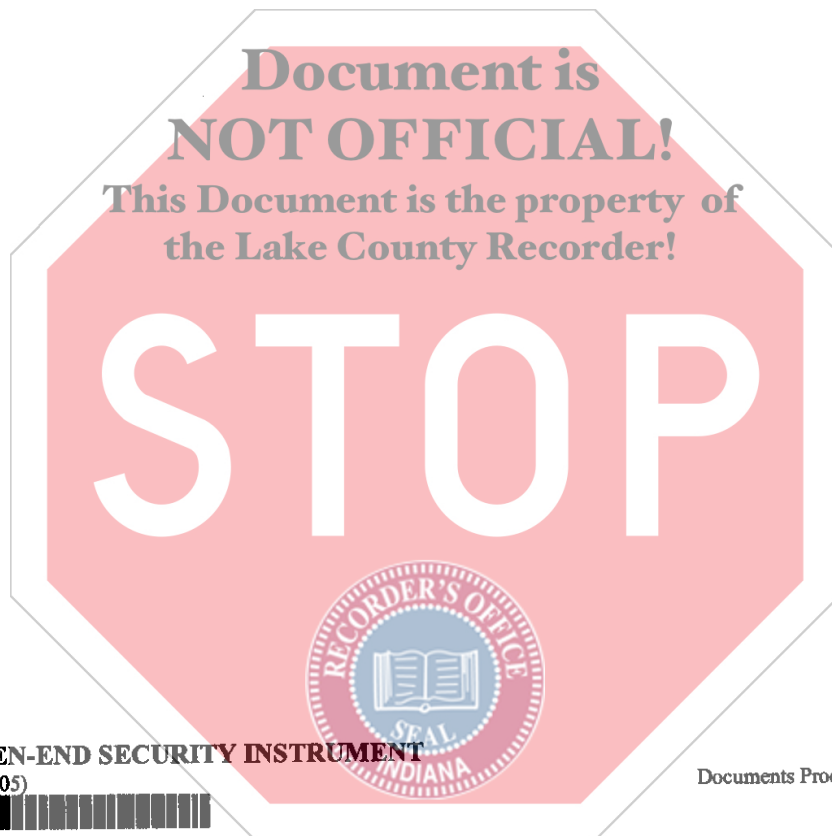 Document is
NOT OFFICIAL!
This Document is the property of
the Lake County Recorder!
STOP
RECORDER'S OFFICE
SEAL
INDIANA
EN-END SECURITY INSTRUMENT
05)
Documents